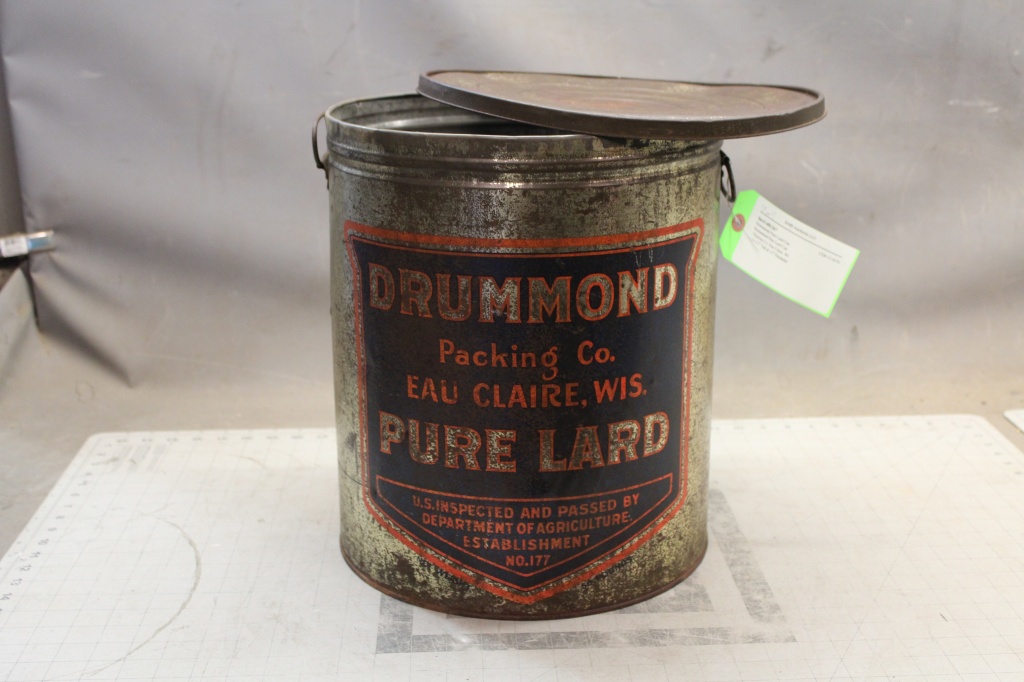 DRUMMOND
Packing Co.
EAU CLAIRE, WIS.
PURE LARD
U.S. INSPECTED AND PASSED BY
DEPARTMENT OF AGRICULTURE.
ESTABLISHMENT
NO. 177